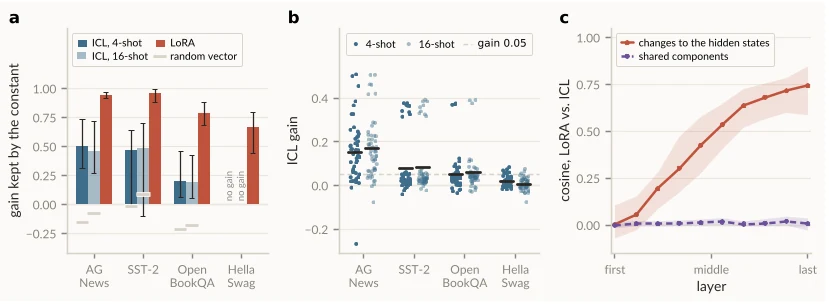 a
gain kept by the constant
1.00
0.75
0.50
0.25
0.00
−0.25
ICL, 4-shot
ICL, 16-shot
LoRA
random vector
no gain
no gain
AG
News
SST-2
Open
BookQA
Hella
Swag
b
ICL gain
0.4
0.2
0.0
−0.2
4-shot
16-shot
gain 0.05
AG
News
SST-2
Open
BookQA
Hella
Swag
c
cosine, LoRA vs. ICL
1.00
0.75
0.50
0.25
0.00
changes to the hidden states
shared components
first
middle
last
layer